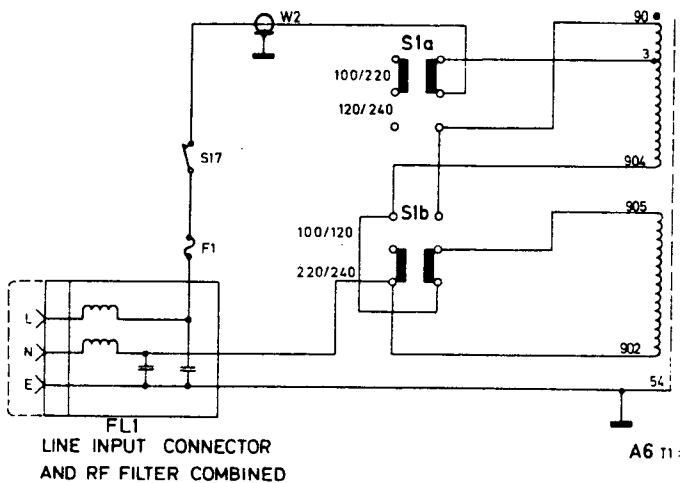 W2
90
S1a
3
100/220
120/240
S17
904
905
S1b
100/120
F1
220/240
L
N
902
E
54
FL1
LINE INPUT CONNECTOR
AND RF FILTER COMBINED
A6 T1: